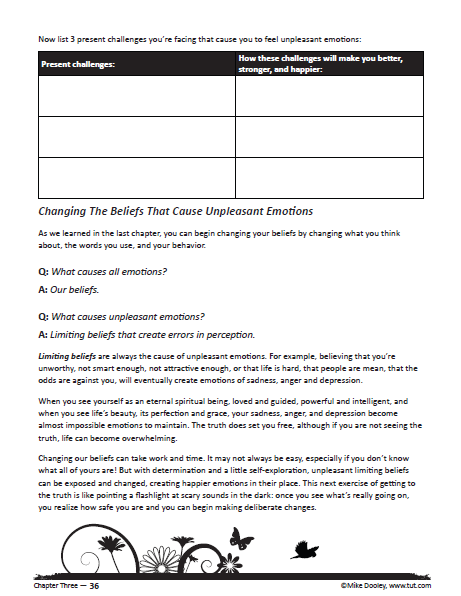 Now list 3 present challenges you're facing that cause you to feel unpleasant emotions:
Present challenges:
How these challenges will make you better,
stronger, and happier:
Changing The Beliefs That Cause Unpleasant Emotions
As we learned in the last chapter, you can begin changing your beliefs by changing what you think
about, the words you use, and your behavior.
Q: What causes all emotions?
A: Our beliefs.
Q: What causes unpleasant emotions?
A: Limiting beliefs that create errors in perception.
Limiting beliefs are always the cause of unpleasant emotions. For example, believing that you're
unworthy, not smart enough, not attractive enough, or that life is hard, that people are mean, that the
odds are against you, will eventually create emotions of sadness, anger and depression.
When you see yourself as an eternal spiritual being, loved and guided, powerful and intelligent, and
when you see life's beauty, its perfection and grace, your sadness, anger, and depression become
almost impossible emotions to maintain. The truth does set you free, although if you are not seeing the
truth, life can become overwhelming.
Changing our beliefs can take work and time. It may not always be easy, especially if you don't know
what all of yours are! But with determination and a little self-exploration, unpleasant limiting beliefs
can be exposed and changed, creating happier emotions in their place. This next exercise of getting to
the truth is like pointing a flashlight at scary sounds in the dark: once you see what's really going on,
you realize how safe you are and you can begin making deliberate changes.
Chapter Three — 36
©Mike Dooley, www.tut.com